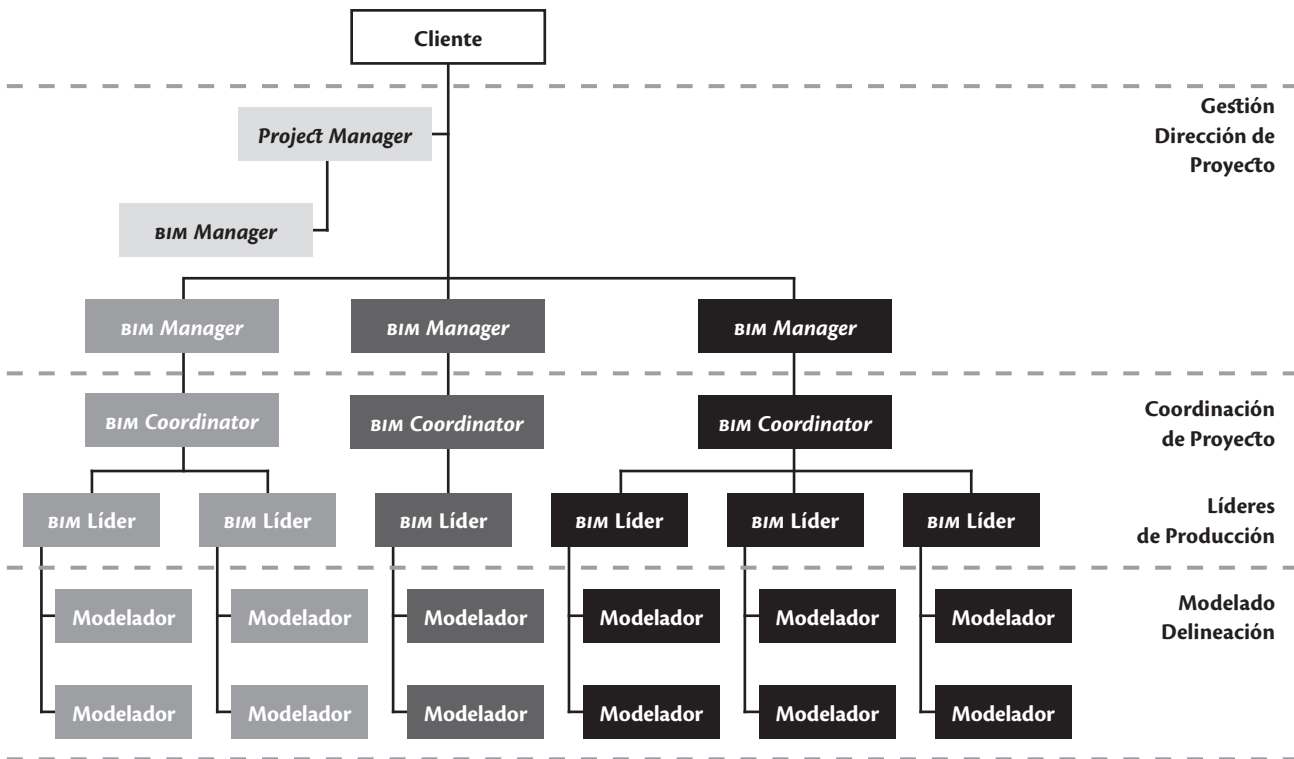 Cliente
Gestión
Dirección de
Proyecto
Project Manager
BIM Manager
BIM Manager
BIM Manager
BIM Manager
BIM Coordinator
BIM Coordinator
BIM Coordinator
Coordinación
de Proyecto
BIM Líder
BIM Líder
BIM Líder
BIM Líder
BIM Líder
BIM Líder
Líderes
de Producción
Modelador
Modelador
Modelador
Modelador
Modelador
Modelador
Modelado
Delineación
Modelador
Modelador
Modelador
Modelador
Modelador
Modelador